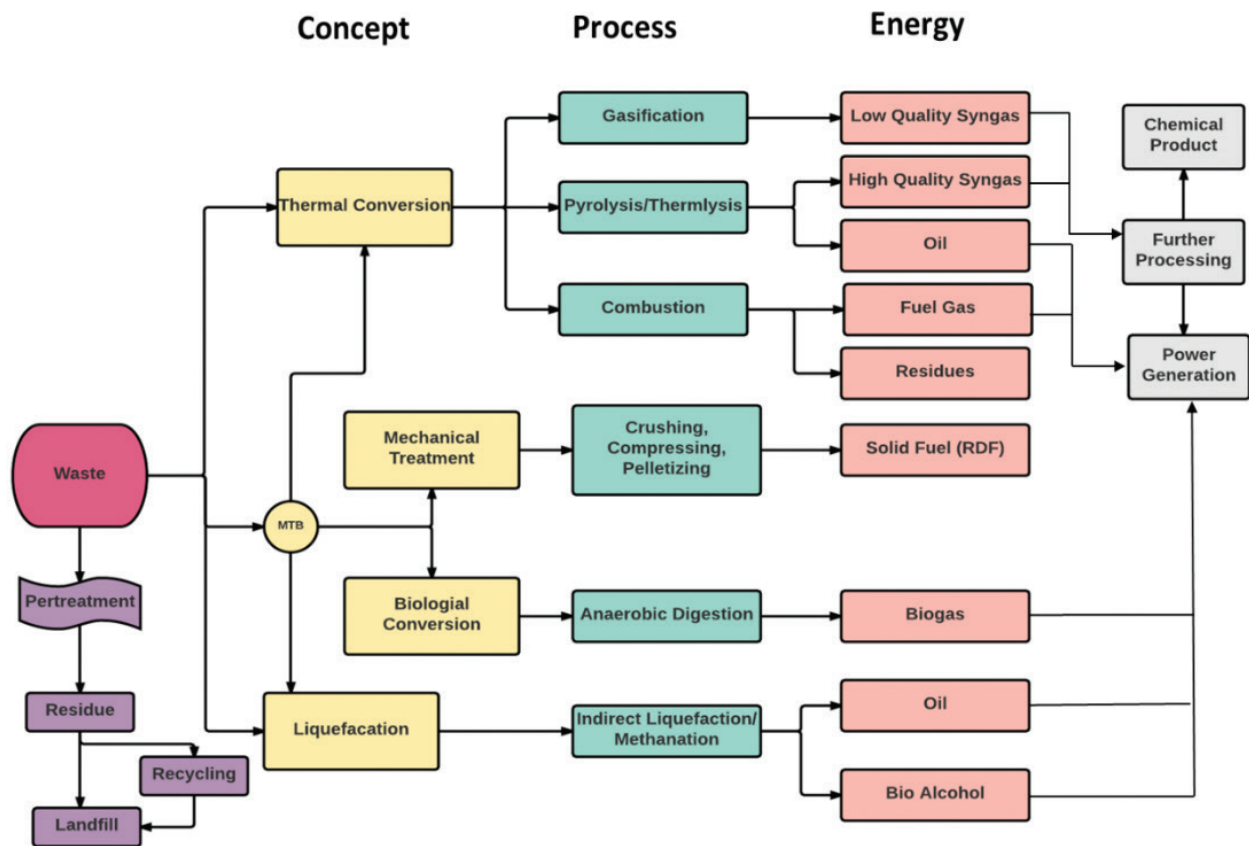 Concept
Process
Energy
Gasification
Low Quality Syngas
Chemical
Product
Thermal Conversion
Pyrolysis/Thermlysis
High Quality Syngas
Oil
Further
Processing
Combustion
Fuel Gas
Residues
Power
Generation
Mechanical
Treatment
Crushing,
Compressing,
Pelletizing
Solid Fuel (RDF)
Waste
MTB
Pertreatment
Biologial
Conversion
Anaerobic Digestion
Biogas
Residue
Liquefacation
Indirect Liquefaction/
Methanation
Oil
Recycling
Bio Alcohol
Landfill